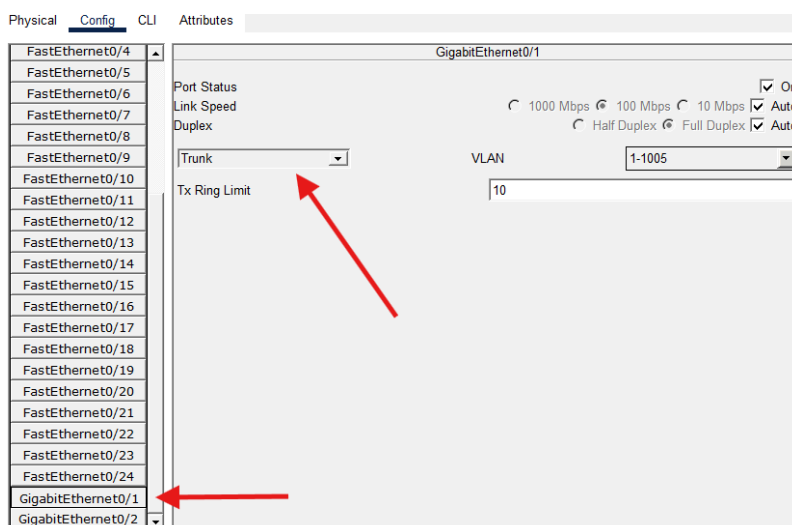 Physical Config CLI Attributes
FastEthernet0/4
FastEthernet0/5
FastEthernet0/6
FastEthernet0/7
FastEthernet0/8
FastEthernet0/9
FastEthernet0/10
FastEthernet0/11
FastEthernet0/12
FastEthernet0/13
FastEthernet0/14
FastEthernet0/15
FastEthernet0/16
FastEthernet0/17
FastEthernet0/18
FastEthernet0/19
FastEthernet0/20
FastEthernet0/21
FastEthernet0/22
FastEthernet0/23
FastEthernet0/24
GigabitEthernet0/1
GigabitEthernet0/2
GigabitEthernet0/1
Port Status
Link Speed 1000 Mbps 100 Mbps 10 Mbps Aut
Duplex Half Duplex Full Duplex Aut
Trunk VLAN 1-1005
Tx Ring Limit 10